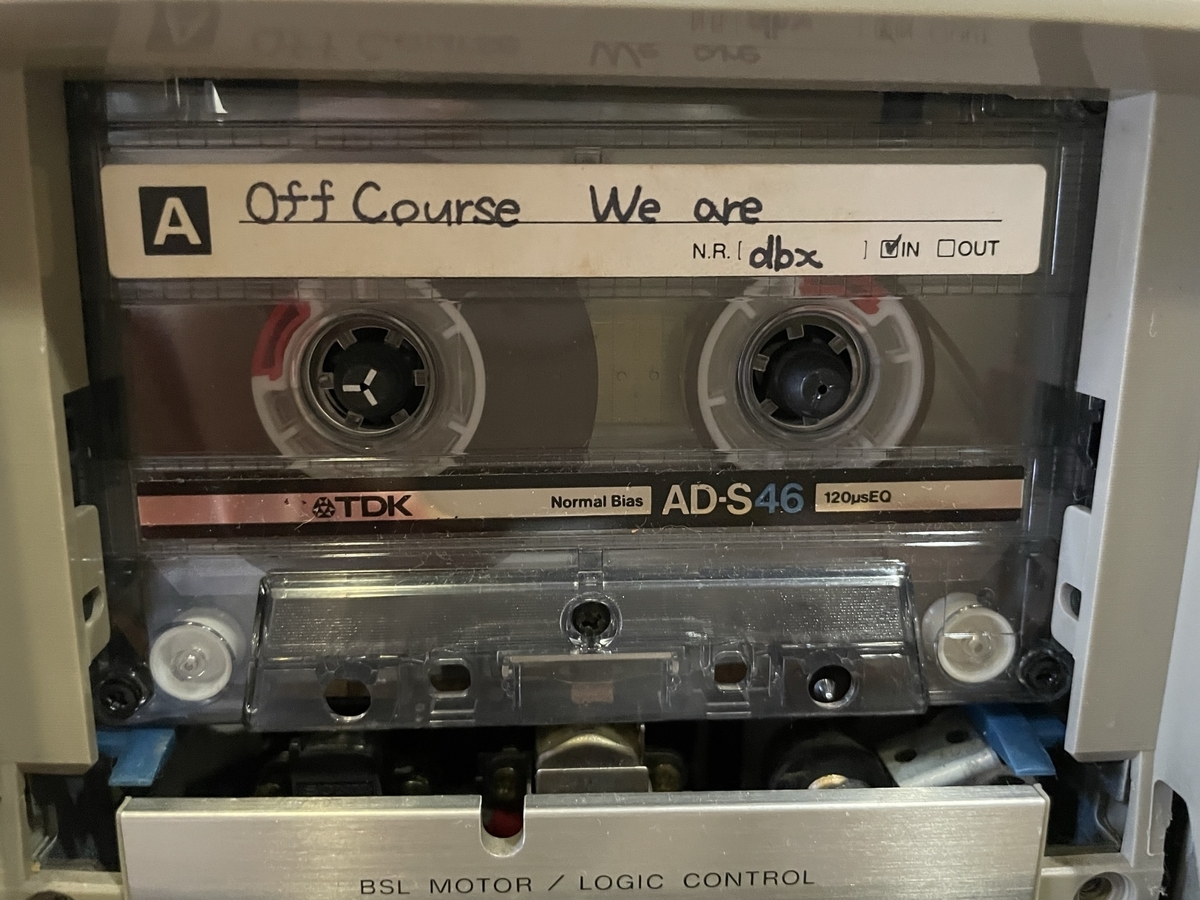 A Off Course We are
N.R. [ dbx ] ☑IN ☐OUT
TDK Normal Bias AD-S46 120µsEQ
BSL MOTOR / LOGIC CONTROL